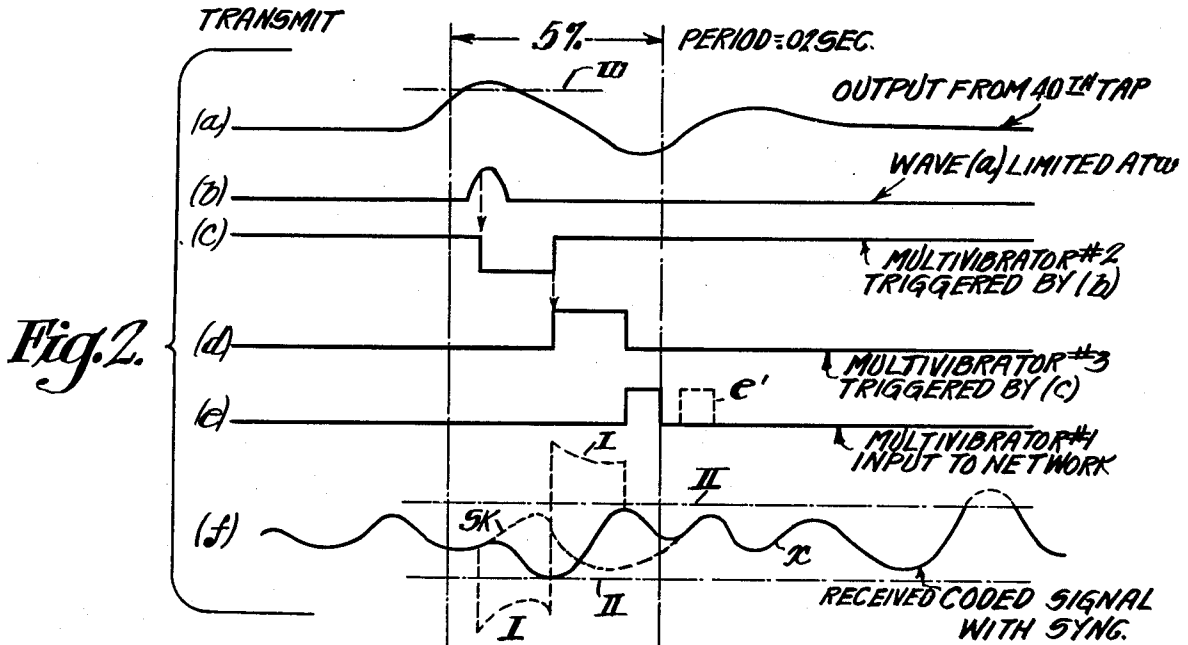 TRANSMIT
5%
PERIOD=.02SEC.
w
(a)
OUTPUT FROM 40TH TAP
(b)
WAVE (a) LIMITED AT w
(c)
MULTIVIBRATOR #2
TRIGGERED BY (b)
Fig. 2.
(d)
MULTIVIBRATOR #3
TRIGGERED BY (c)
(e)
e'
MULTIVIBRATOR #1
INPUT TO NETWORK
I
II
(f)
SK
x
I
II
RECEIVED CODED SIGNAL
WITH SYNG.